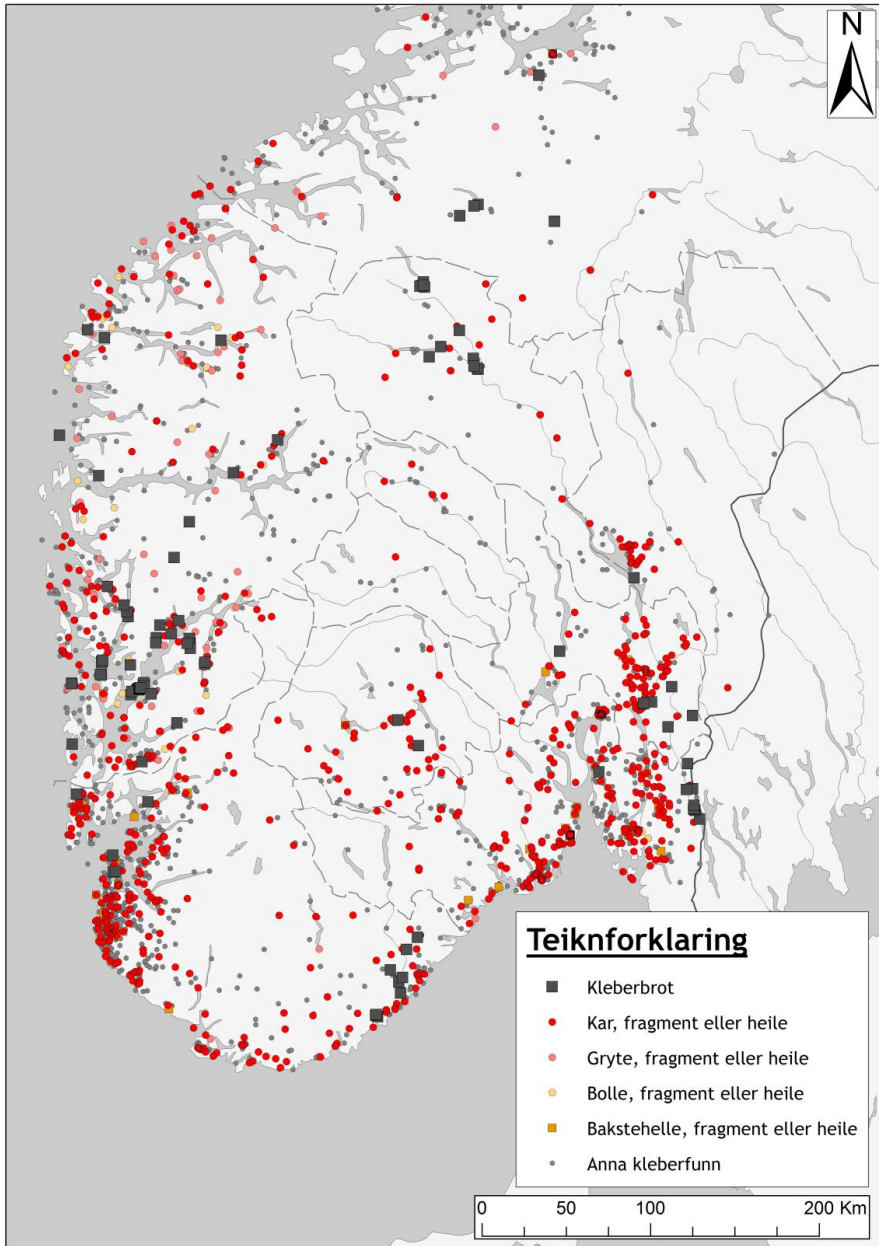 N
Teiknforklaring
Kleberbrot
Kar, fragment eller heile
Gryte, fragment eller heile
Bolle, fragment eller heile
Bakstehelle, fragment eller heile
Anna kleberfunn
0 50 100 200 Km